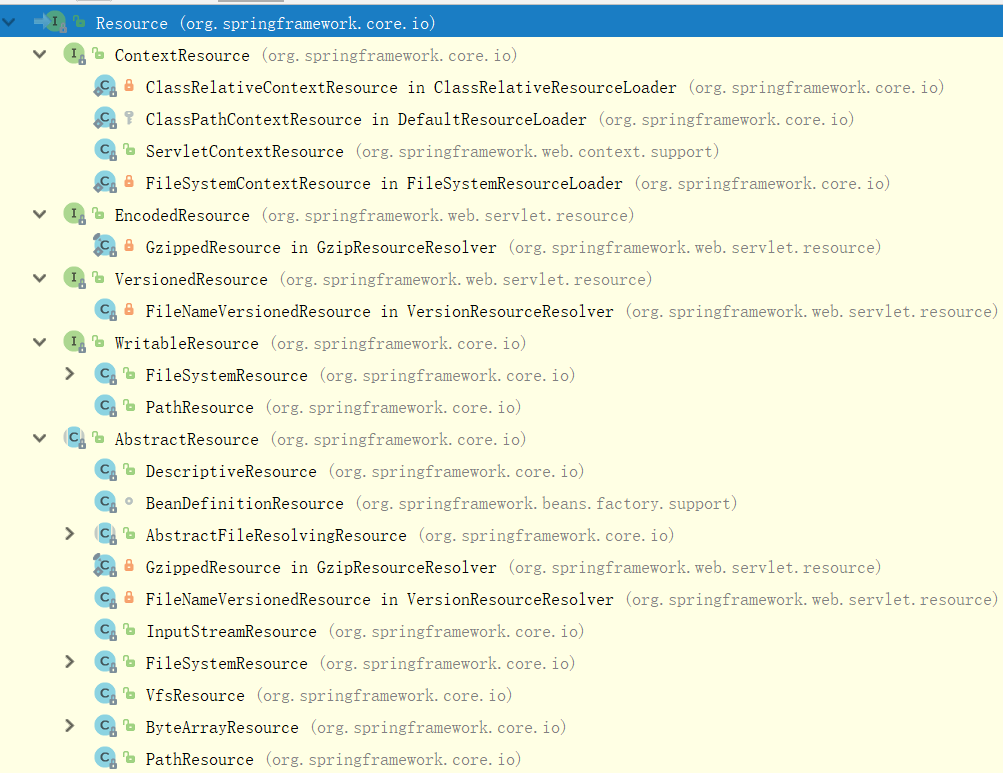 Resource (org.springframework.core.io)
ContextResource (org.springframework.core.io)
ClassRelativeContextResource in ClassRelativeResourceLoader (org.springframework.core.io)
ClassPathContextResource in DefaultResourceLoader (org.springframework.core.io)
ServletContextResource (org.springframework.web.context.support)
FileSystemContextResource in FileSystemResourceLoader (org.springframework.core.io)
EncodedResource (org.springframework.web.servlet.resource)
GzippedResource in GzipResourceResolver (org.springframework.web.servlet.resource)
VersionedResource (org.springframework.web.servlet.resource)
FileNameVersionedResource in VersionResourceResolver (org.springframework.web.servlet.resource)
WritableResource (org.springframework.core.io)
FileSystemResource (org.springframework.core.io)
PathResource (org.springframework.core.io)
AbstractResource (org.springframework.core.io)
DescriptiveResource (org.springframework.core.io)
BeanDefinitionResource (org.springframework.beans.factory.support)
AbstractFileResolvingResource (org.springframework.core.io)
GzippedResource in GzipResourceResolver (org.springframework.web.servlet.resource)
FileNameVersionedResource in VersionResourceResolver (org.springframework.web.servlet.resource)
InputStreamResource (org.springframework.core.io)
FileSystemResource (org.springframework.core.io)
VfsResource (org.springframework.core.io)
ByteArrayResource (org.springframework.core.io)
PathResource (org.springframework.core.io)